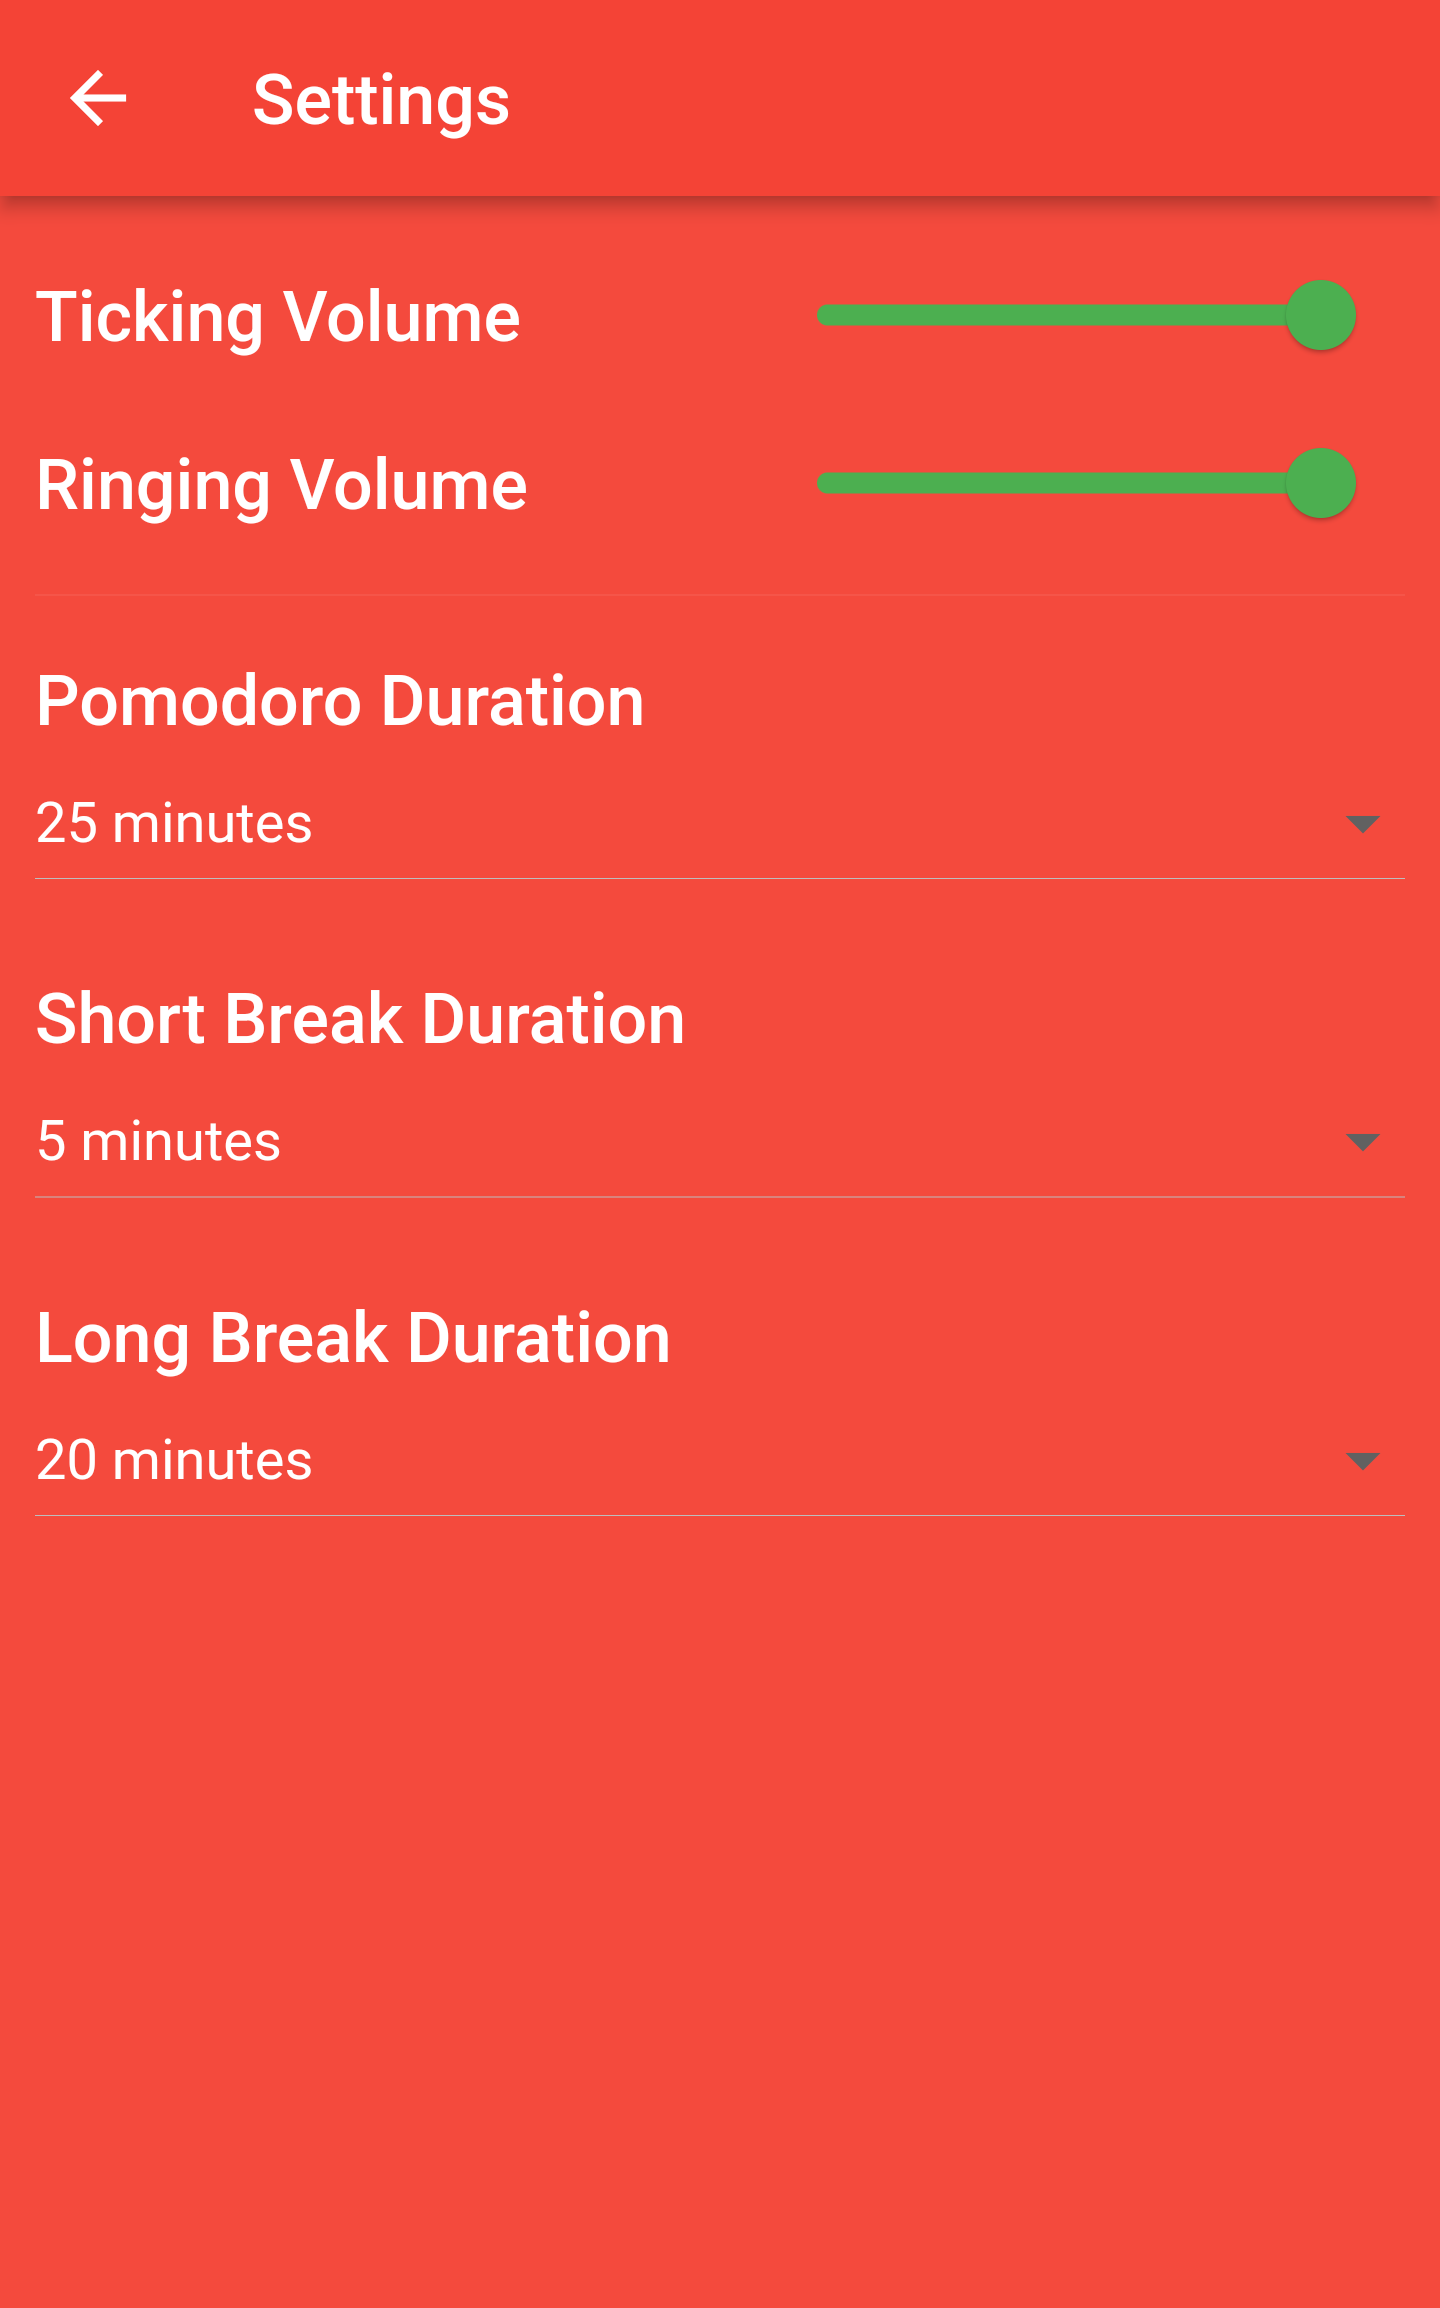 Settings
Ticking Volume
Ringing Volume
Pomodoro Duration
25 minutes
Short Break Duration
5 minutes
Long Break Duration
20 minutes